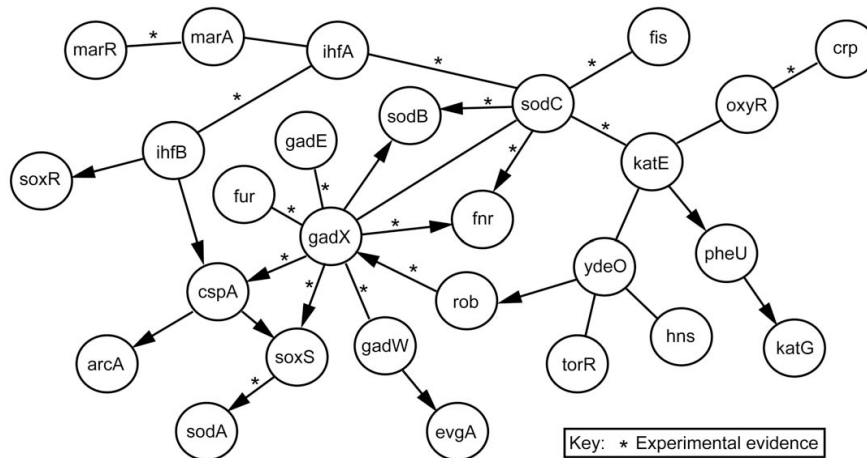 marR
*
marA
ihfA
*
fis
*
crp
*
oxyR
sodC
*
sodB
*
*
katE
*
ihfB
soxR
gadE
*
fur
*
gadX
*
fnr
*
pheU
ydeO
*
rob
*
cspA
*
*
hns
torR
katG
gadW
soxS
arcA
*
sodA
evgA
Key: * Experimental evidence